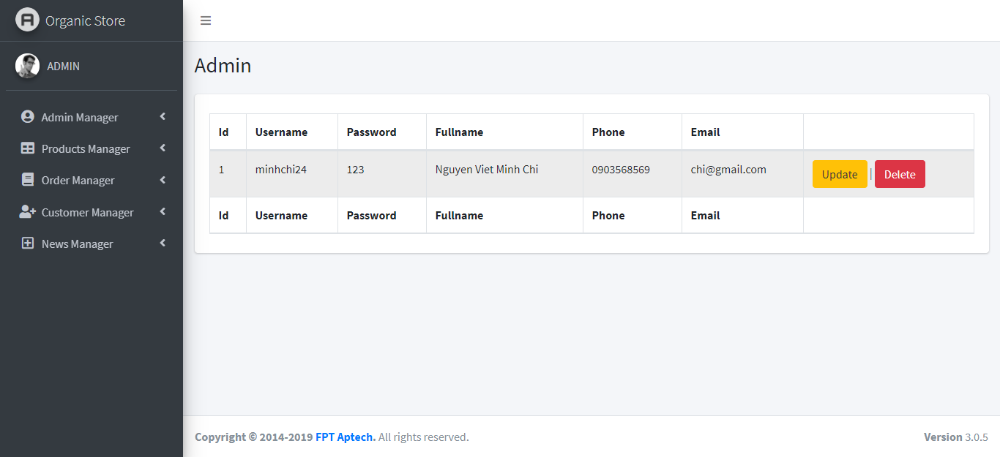 Organic Store
ADMIN
Admin Manager
Products Manager
Order Manager
Customer Manager
News Manager
Admin
Id Username Password Fullname Phone Email
1 minhchi24 123 Nguyen Viet Minh Chi 0903568569 chi@gmail.com Update | Delete
Id Username Password Fullname Phone Email
Copyright © 2014-2019 FPT Aptech. All rights reserved. Version 3.0.5